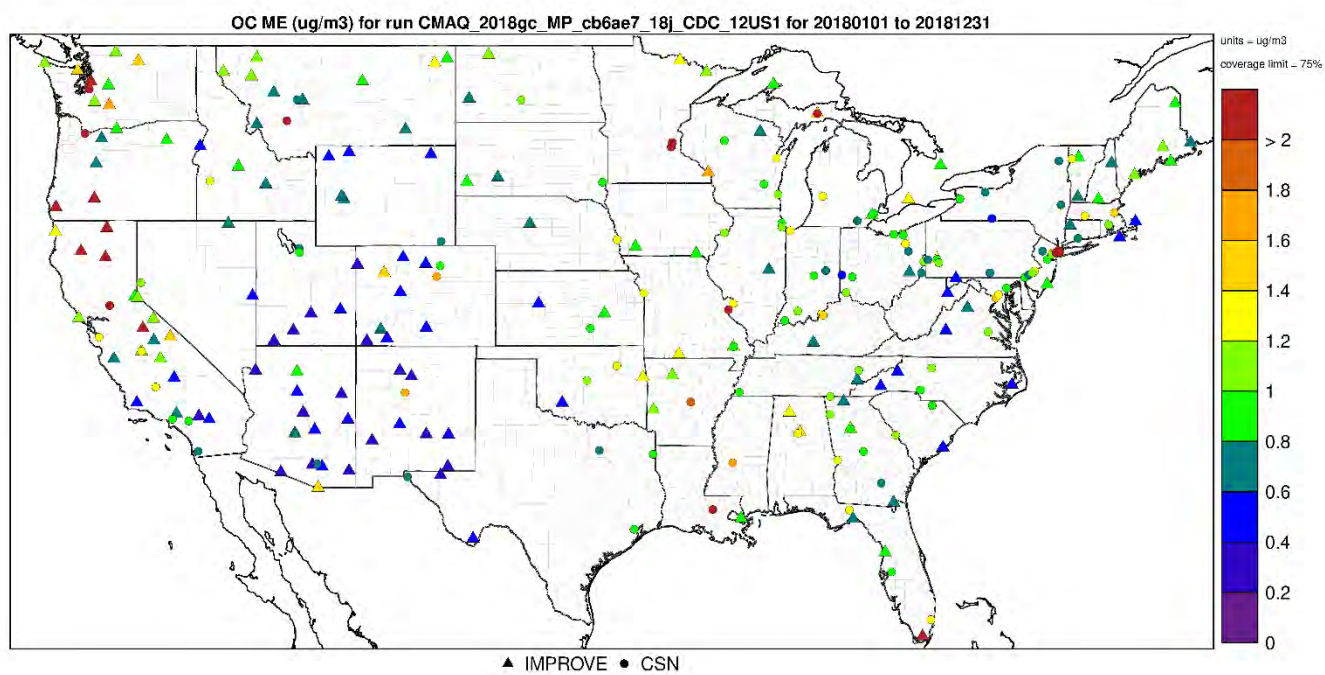 OC ME (ug/m3) for run CMAQ_2018gc_MP_cb6ae7_18j_CDC_12US1 for 20180101 to 20181231
units = ug/m3
coverage limit = 75%
> 2
1.8
1.6
1.4
1.2
1
0.8
0.6
0.4
0.2
0
▲ IMPROVE ● CSN